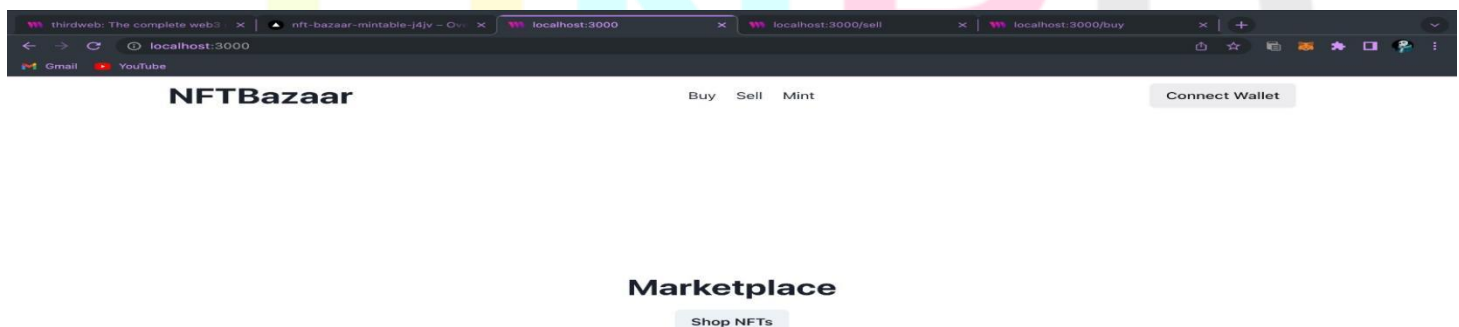 thirdweb: The complete web3
nft-bazaar-mintable-j4jv – Ov
localhost:3000
localhost:3000/sell
localhost:3000/buy
localhost:3000
Gmail YouTube
NFTBazaar
Buy Sell Mint
Connect Wallet
Marketplace
Shop NFTs